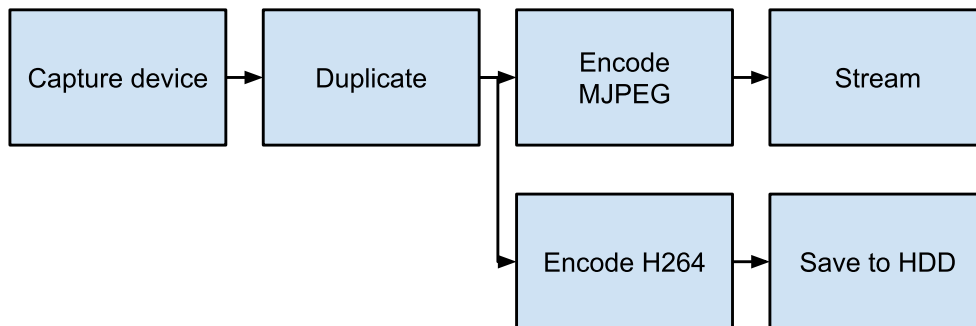 Capture device
Duplicate
Encode
MJPEG
Stream
Encode H264
Save to HDD